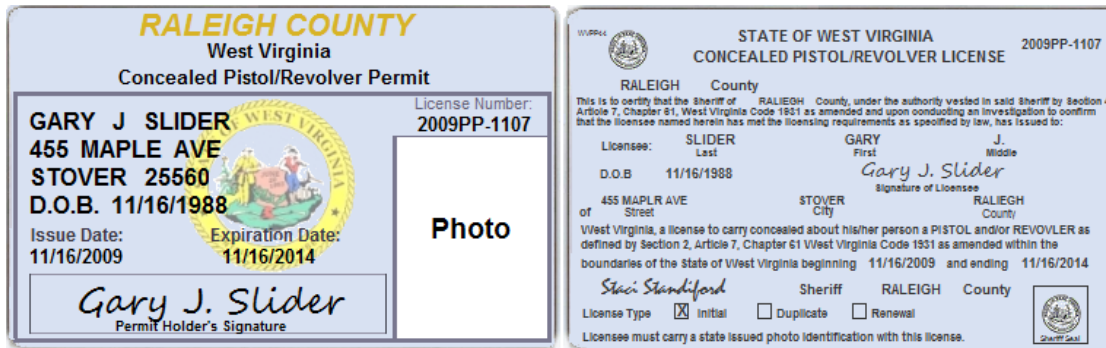 RALEIGH COUNTY
West Virginia
Concealed Pistol/Revolver Permit
License Number:
2009PP-1107
GARY J SLIDER
455 MAPLE AVE
STOVER 25560
D.O.B. 11/16/1988
Issue Date: Expiration Date:
11/16/2009 11/16/2014
Photo
Gary J. Slider
Permit Holder's Signature
STATE OF WEST VIRGINIA
CONCEALED PISTOL/REVOLVER LICENSE
2009PP-1107
RALEIGH County
This is to certify that the Sheriff of RALIEGH County, under the authority vested in said Sheriff by Section
Article 7, Chapter 61, West Virginia Code 1931 as amended and upon conduoting an investigation to confirm
that the licensee named herein has met the licensing requirements as specified by law, has issued to:
Licensee: SLIDER GARY J.
Last First Middle
D.O.B 11/16/1988 Gary J. Slider
Signature of Licensee
455 MAPLR AVE STOVER RALIEGH
of Street City County
West Virginia, a license to carry concealed about his/her person a PISTOL and/or REVOVLER as
defined by Section 2, Article 7, Chapter 61 West Virginia Code 1931 as amended within the
boundaries of the State of West Virginia beginning 11/16/2009 and ending 11/16/2014
Staci Standiford Sheriff RALEIGH County
License Type X Initial Duplicate Renewal
Licensee must carry a state issued photo identification with this license.
Sheriff Seal